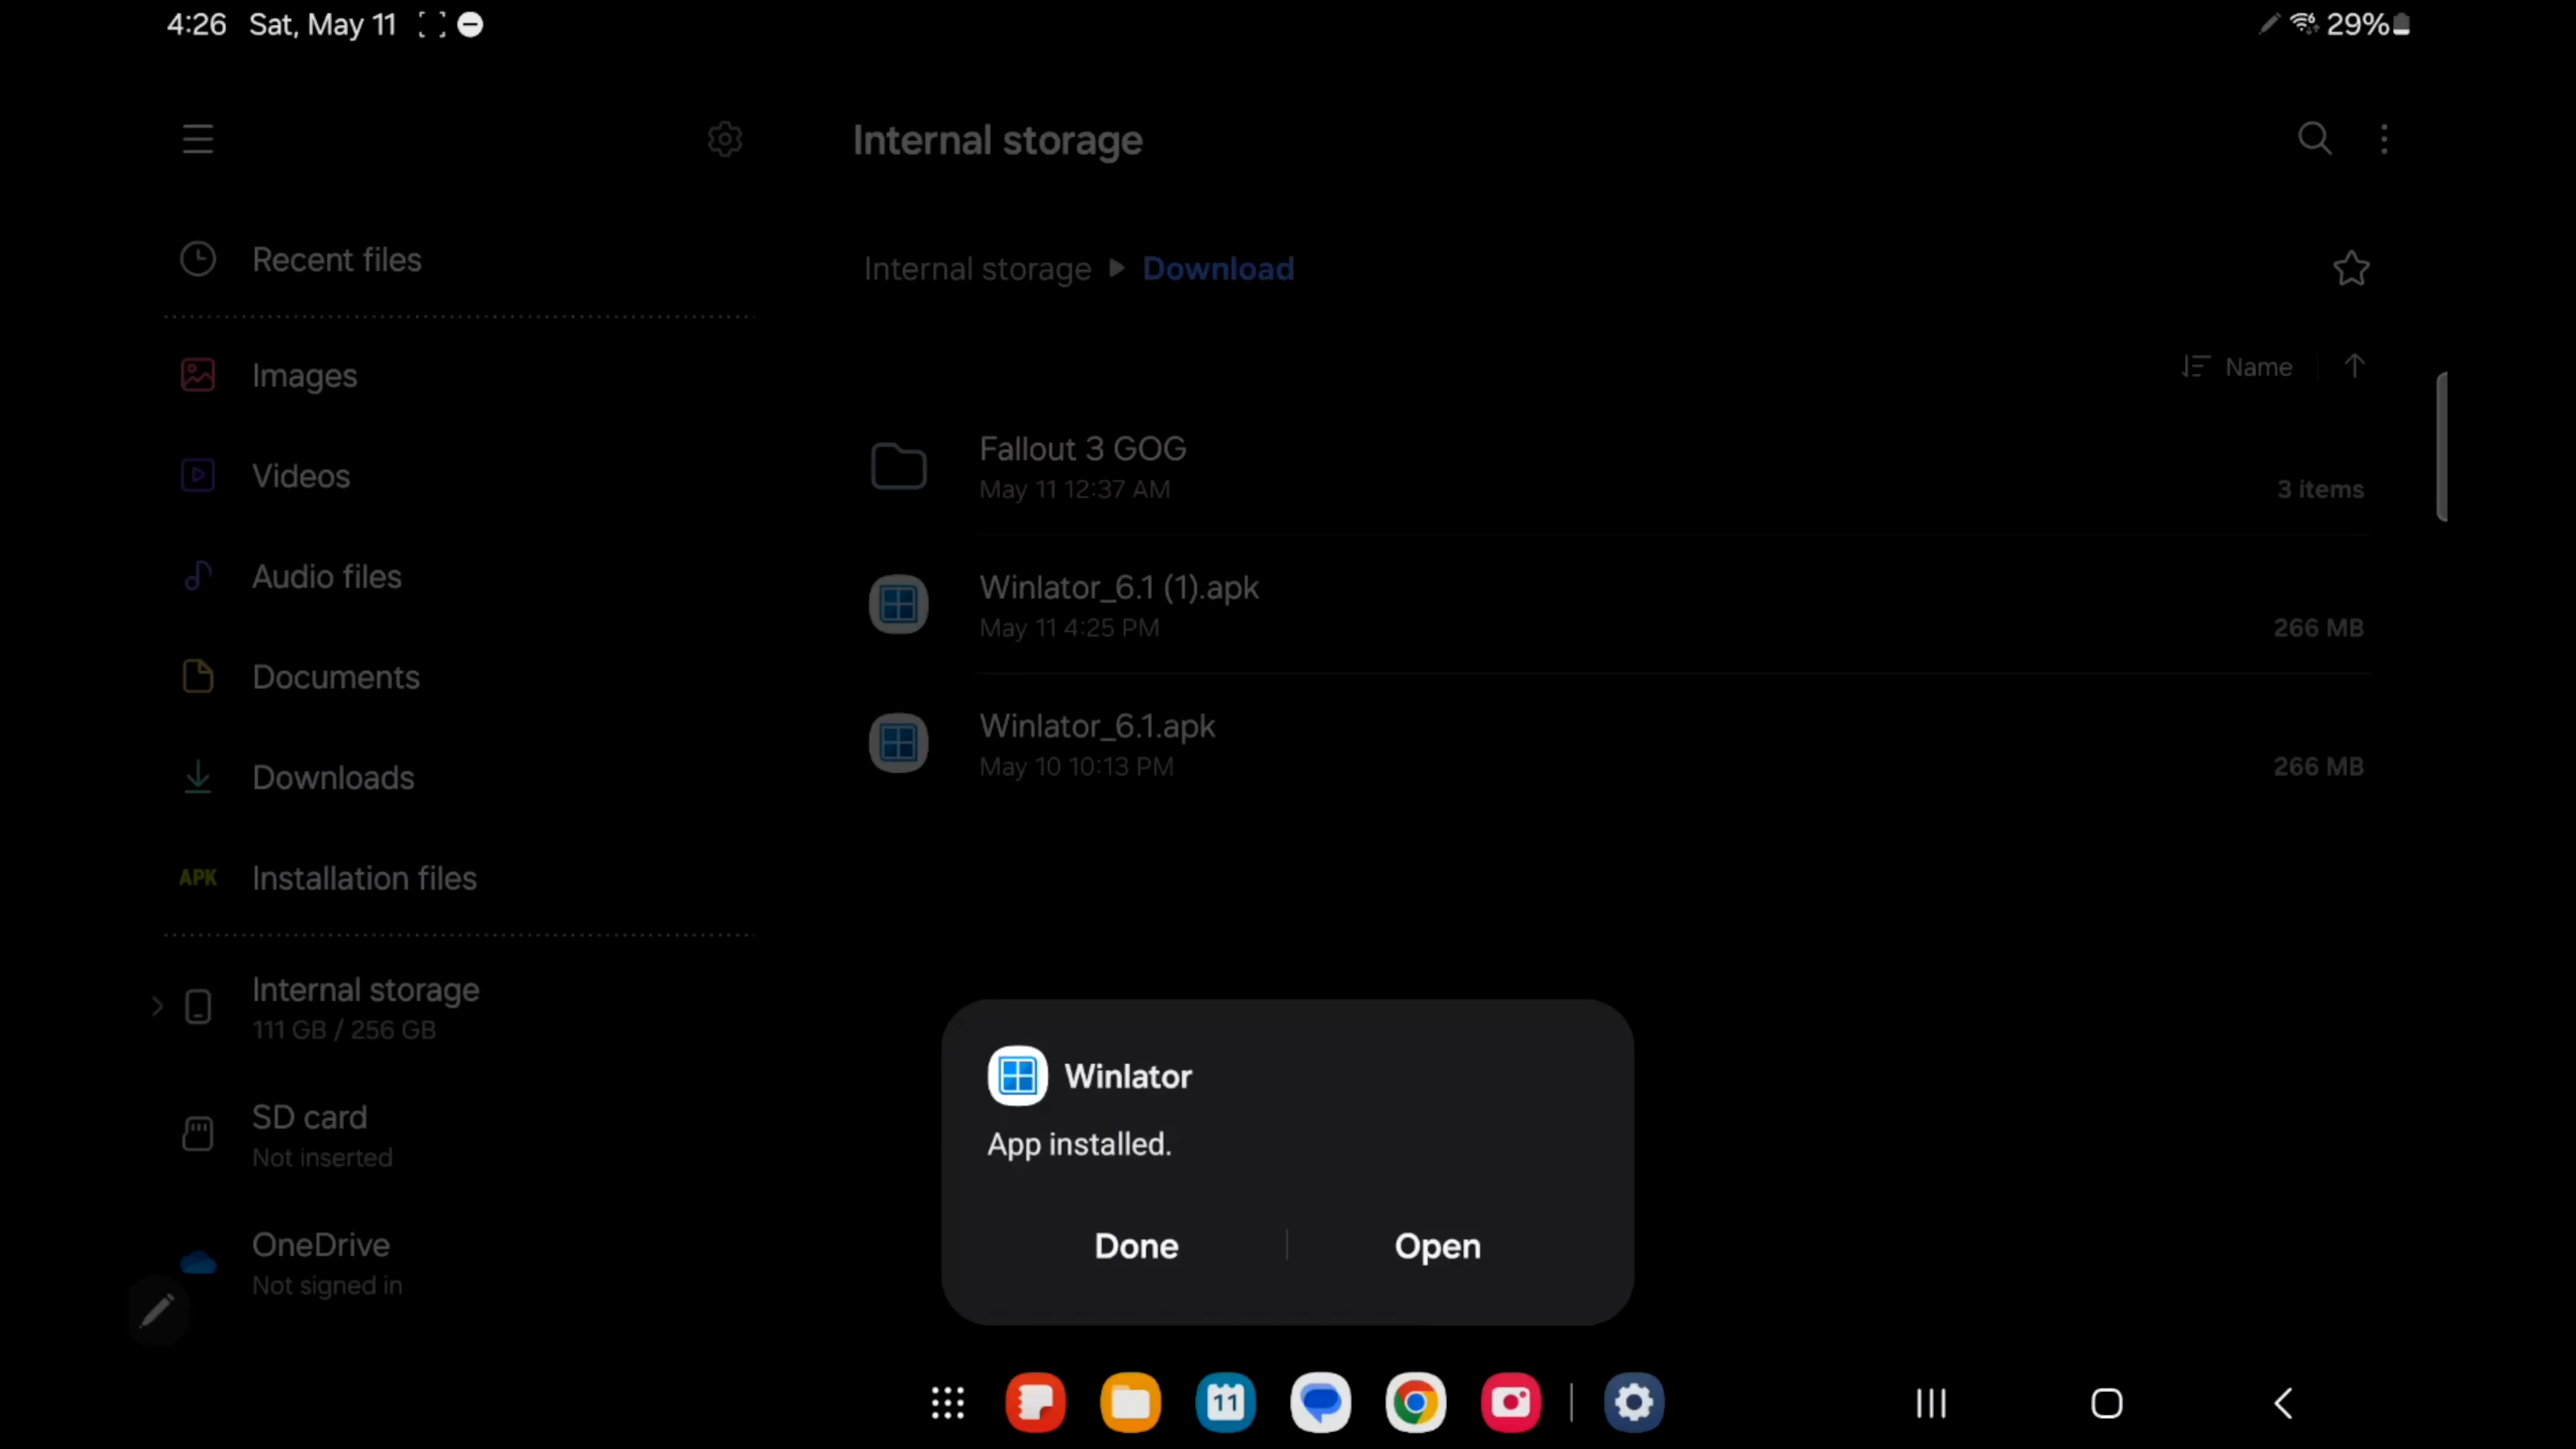 4:26 Sat, May 11
29%
Internal storage
Recent files
Internal storage Download
Images
Name
Videos
Fallout 3 GOG
May 11 12:37 AM
3 items
Audio files
Winlator_6.1 (1).apk
May 11 4:25 PM
266 MB
Documents
Winlator_6.1.apk
May 10 10:13 PM
266 MB
Downloads
APK Installation files
Internal storage
111 GB / 256 GB
SD card
Not inserted
OneDrive
Not signed in
Winlator
App installed.
Done
Open
11